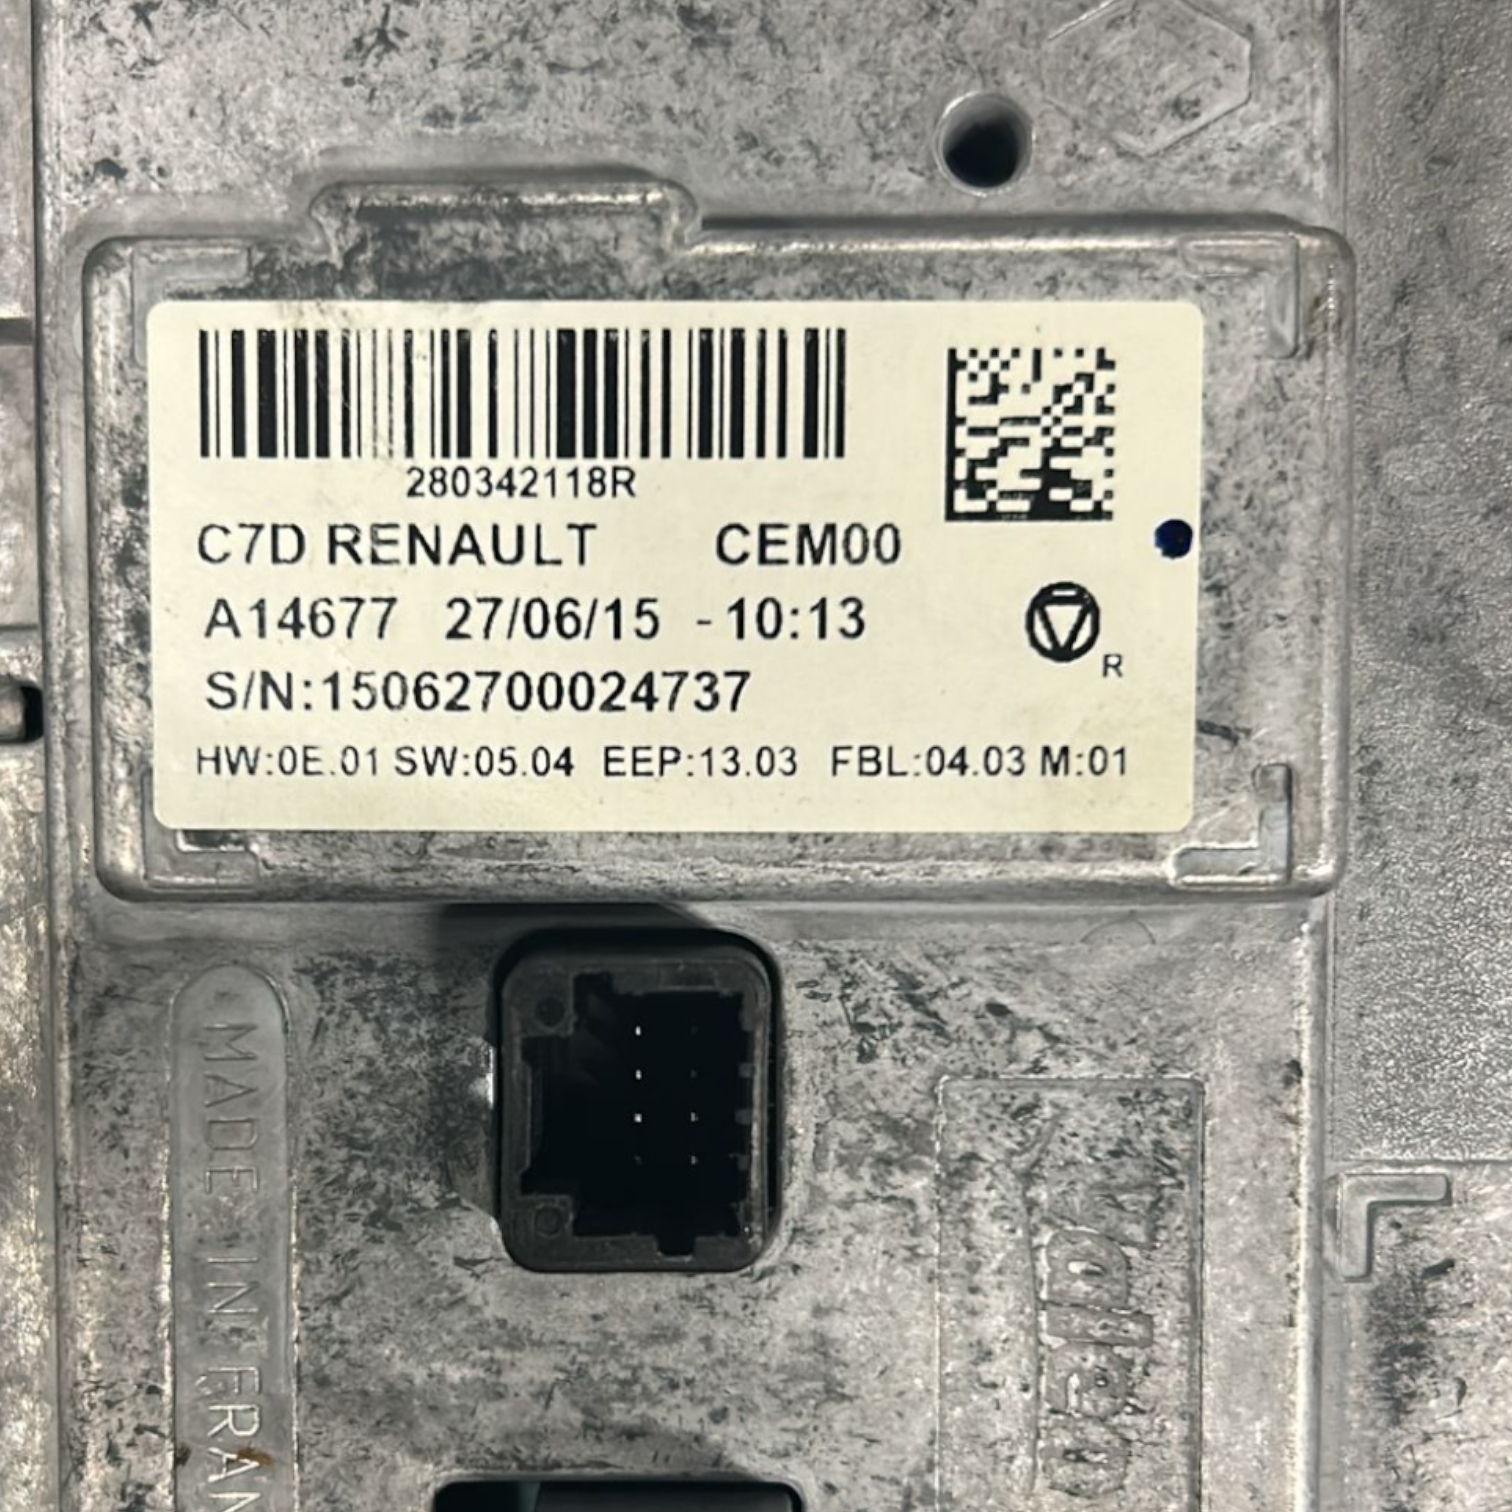 280342118R
C7D RENAULT CEM00
A14677 27/06/15 - 10:13
R
S/N:15062700024737
HW:0E.01 SW:05.04 EEP:13.03 FBL:04.03 M:01
MADE IN FRAN
Valeo